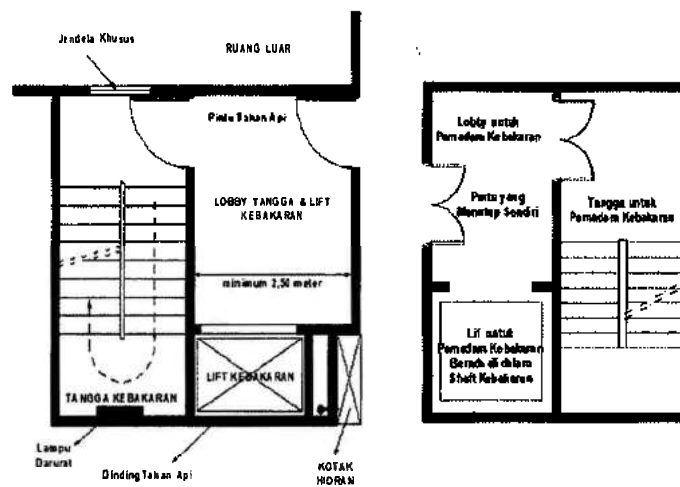 Jendela Khusus
RUANG LUAR
Pintu Tahan Api
LOBBY TANGGA & LIFT
KEBAKARAN
minimum 2,50 meter
LIFT KEBAKARAN
TANGGA KEBAKARAN
Lampu
Darurat
Dinding Tahan Api
KOTAK
HIDRAN
Lobby untuk
Pemadam Kebakaran
Pintu yang
Menutup Sendiri
Tangga untuk
Pemadam Kebakaran
Lif untuk
Pemadam Kebakaran
Berada di dalam
Shaft Kebakaran